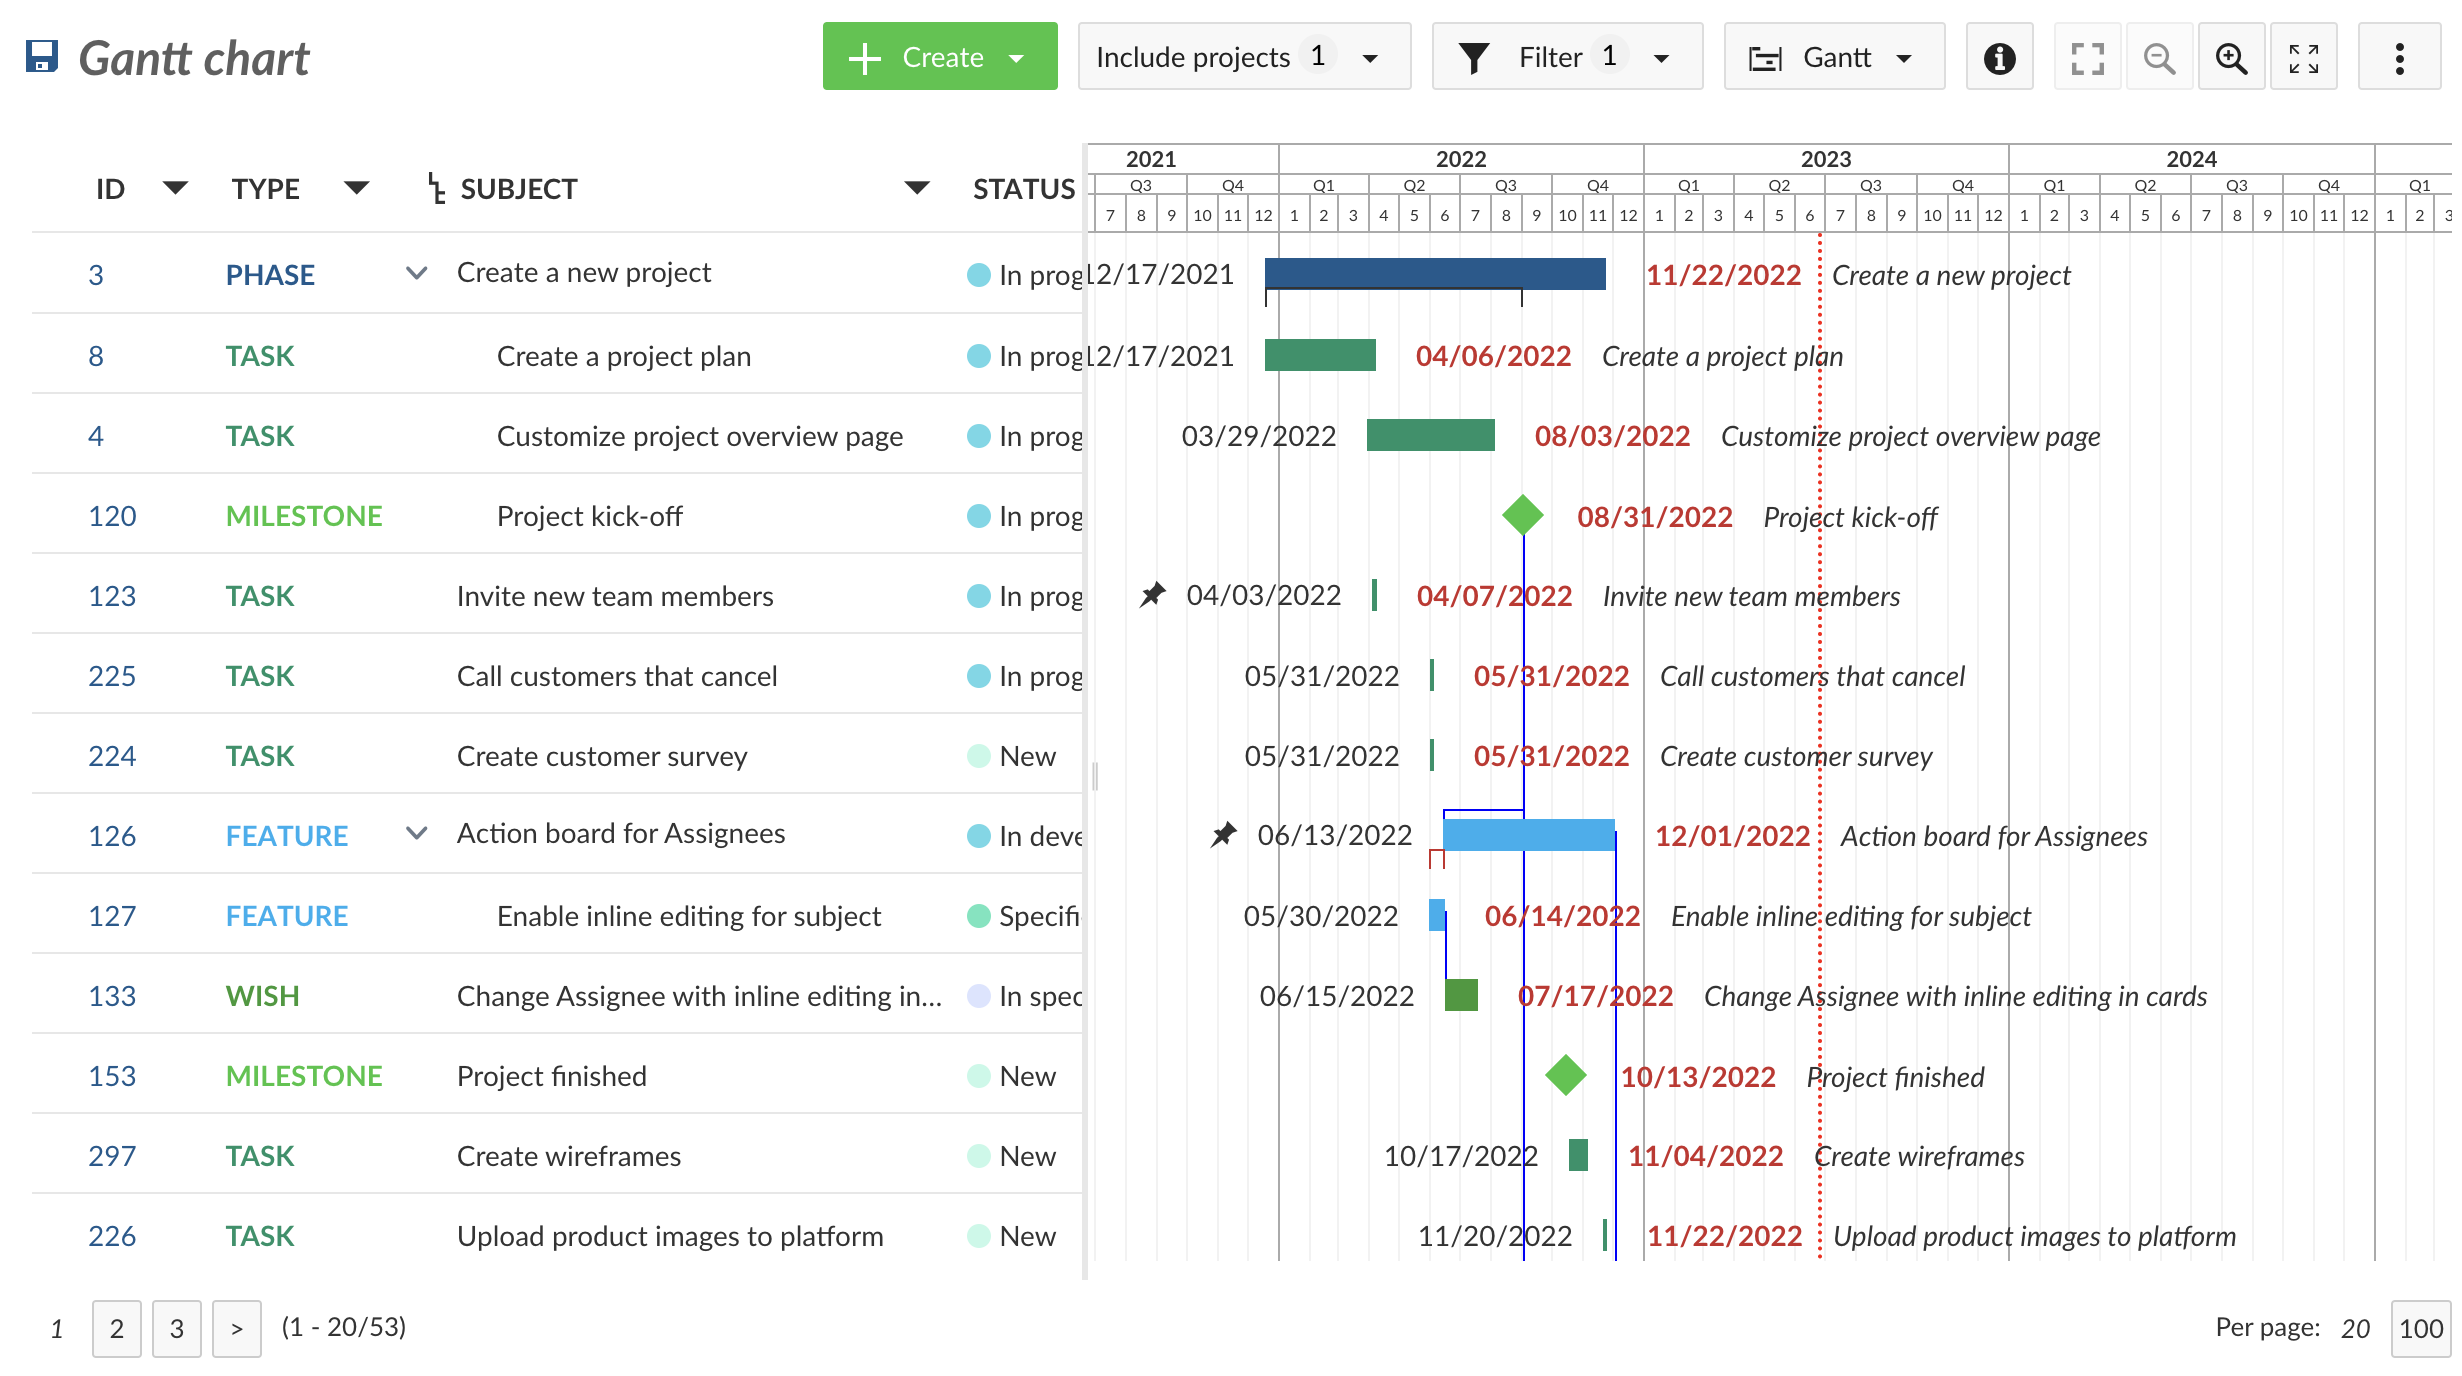 Gantt chart
Create
Include projects 1
Filter 1
Gantt
ID TYPE SUBJECT STATUS
2021 2022 2023 2024
Q3 Q4 Q1 Q2 Q3 Q4 Q1 Q2 Q3 Q4 Q1 Q2 Q3 Q4 Q1
7 8 9 10 11 12 1 2 3 4 5 6 7 8 9 10 11 12 1 2 3 4 5 6 7 8 9 10 11 12 1 2 3 4 5 6 7 8 9 10 11 12 1 2 3
3 PHASE Create a new project In prog 12/17/2021 11/22/2022 Create a new project
8 TASK Create a project plan In prog 12/17/2021 04/06/2022 Create a project plan
4 TASK Customize project overview page In prog 03/29/2022 08/03/2022 Customize project overview page
120 MILESTONE Project kick-off In prog 08/31/2022 Project kick-off
123 TASK Invite new team members In prog 04/03/2022 04/07/2022 Invite new team members
225 TASK Call customers that cancel In prog 05/31/2022 05/31/2022 Call customers that cancel
224 TASK Create customer survey New 05/31/2022 05/31/2022 Create customer survey
126 FEATURE Action board for Assignees In deve 06/13/2022 12/01/2022 Action board for Assignees
127 FEATURE Enable inline editing for subject Specifi 05/30/2022 06/14/2022 Enable inline editing for subject
133 WISH Change Assignee with inline editing in... In spec 06/15/2022 07/17/2022 Change Assignee with inline editing in cards
153 MILESTONE Project finished New 10/13/2022 Project finished
297 TASK Create wireframes New 10/17/2022 11/04/2022 Create wireframes
226 TASK Upload product images to platform New 11/20/2022 11/22/2022 Upload product images to platform
1 2 3 > (1 - 20/53) Per page: 20 100